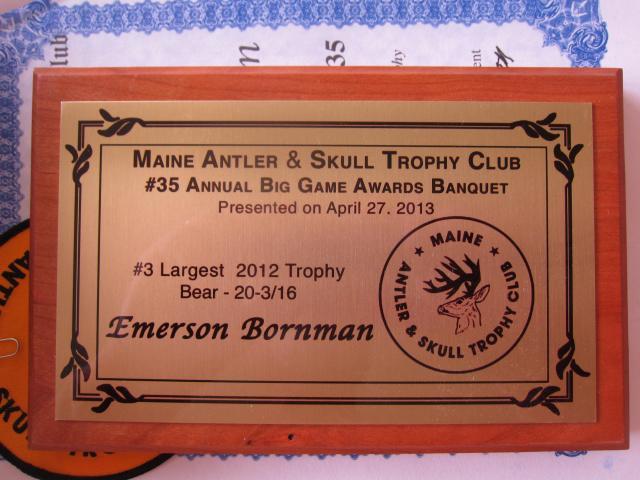 MAINE ANTLER & SKULL TROPHY CLUB
#35 ANNUAL BIG GAME AWARDS BANQUET
Presented on April 27. 2013
#3 Largest 2012 Trophy
Bear - 20-3/16
Emerson Bornman
★ MAINE ★
ANTLER & SKULL TROPHY CLUB
35